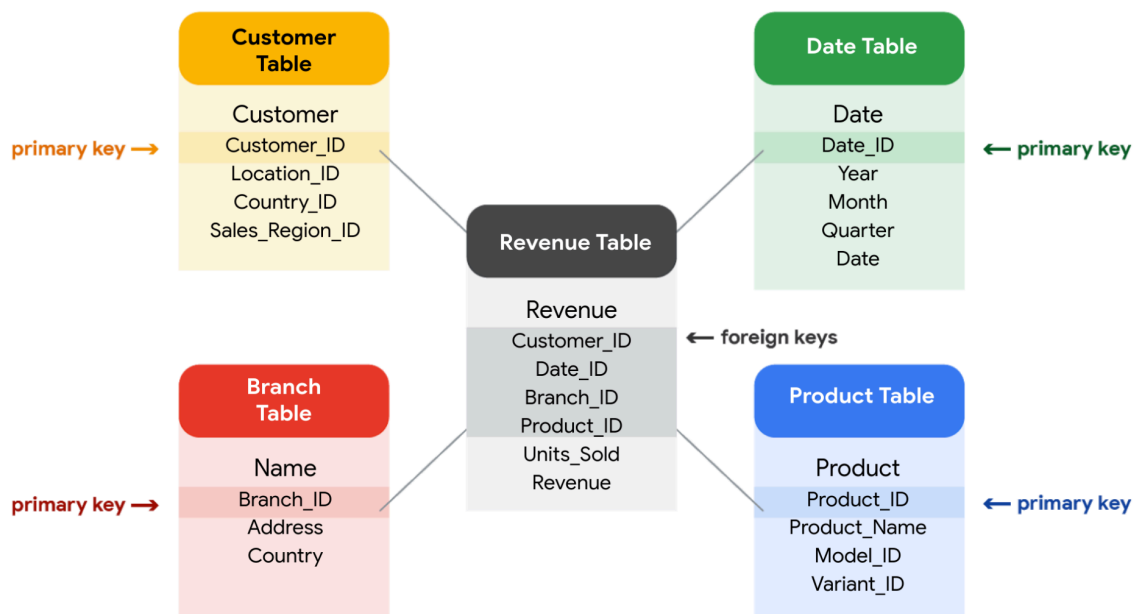 Customer
Table
Customer
primary key →
Customer_ID
Location_ID
Country_ID
Sales_Region_ID
Date Table
Date
Date_ID
← primary key
Year
Month
Quarter
Date
Revenue Table
Revenue
Customer_ID
← foreign keys
Date_ID
Branch_ID
Product_ID
Units_Sold
Revenue
Branch
Table
Name
primary key →
Branch_ID
Address
Country
Product Table
Product
Product_ID
← primary key
Product_Name
Model_ID
Variant_ID